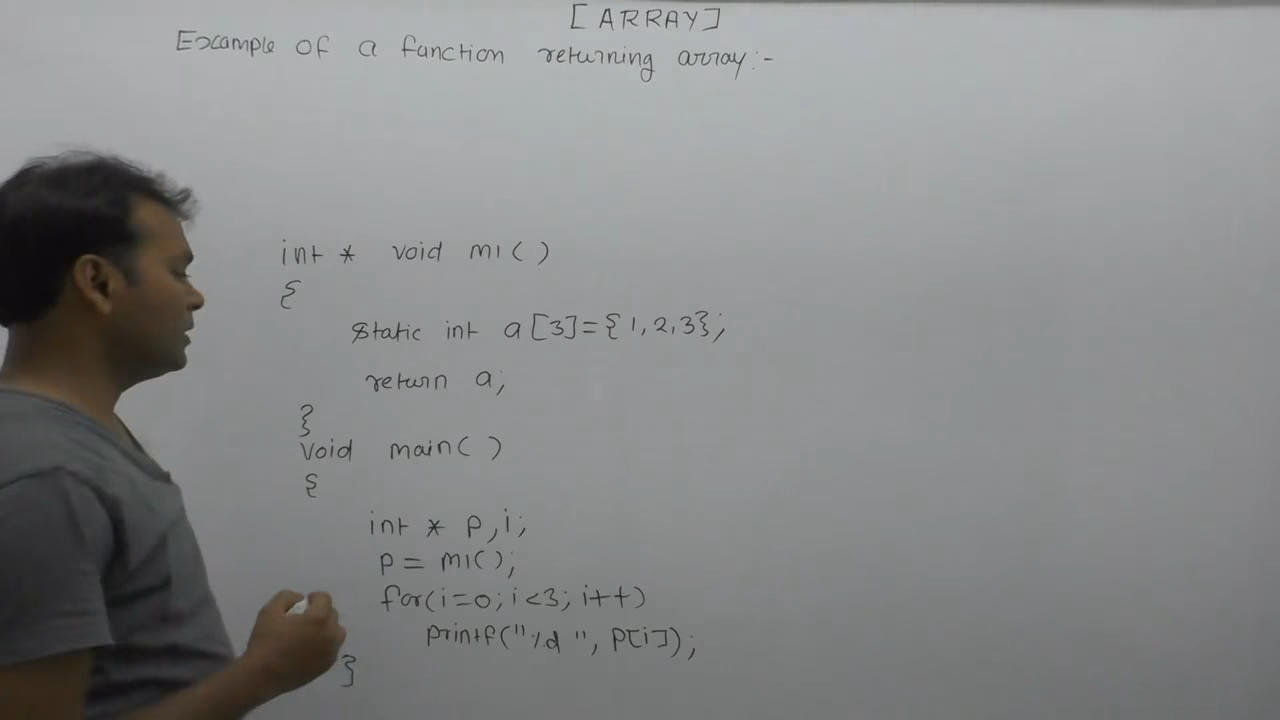 [ ARRAY ]
Example of a function returning array:-
int * void m1( )
{
static int a[3]={1,2,3};
return a;
}
void main( )
{
int * p,i;
p= m1();
for(i=0;i<3; i++)
printf("%d ", p[i]);
}